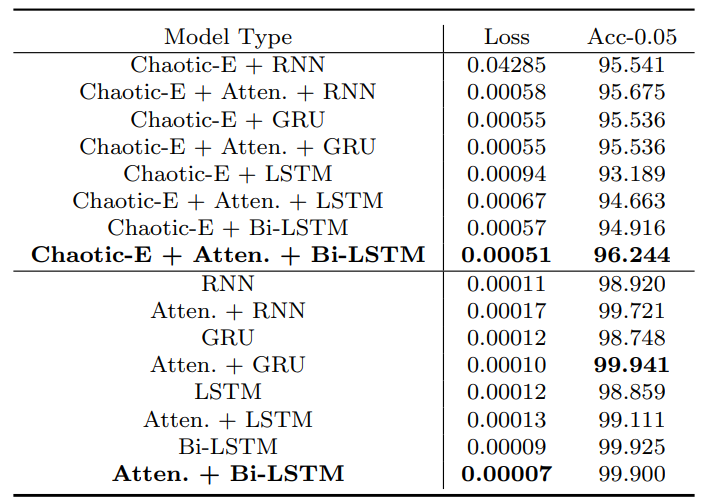 Model Type Loss Acc-0.05
Chaotic-E + RNN 0.04285 95.541
Chaotic-E + Atten. + RNN 0.00058 95.675
Chaotic-E + GRU 0.00055 95.536
Chaotic-E + Atten. + GRU 0.00055 95.536
Chaotic-E + LSTM 0.00094 93.189
Chaotic-E + Atten. + LSTM 0.00067 94.663
Chaotic-E + Bi-LSTM 0.00057 94.916
Chaotic-E + Atten. + Bi-LSTM 0.00051 96.244
RNN 0.00011 98.920
Atten. + RNN 0.00017 99.721
GRU 0.00012 98.748
Atten. + GRU 0.00010 99.941
LSTM 0.00012 98.859
Atten. + LSTM 0.00013 99.111
Bi-LSTM 0.00009 99.925
Atten. + Bi-LSTM 0.00007 99.900